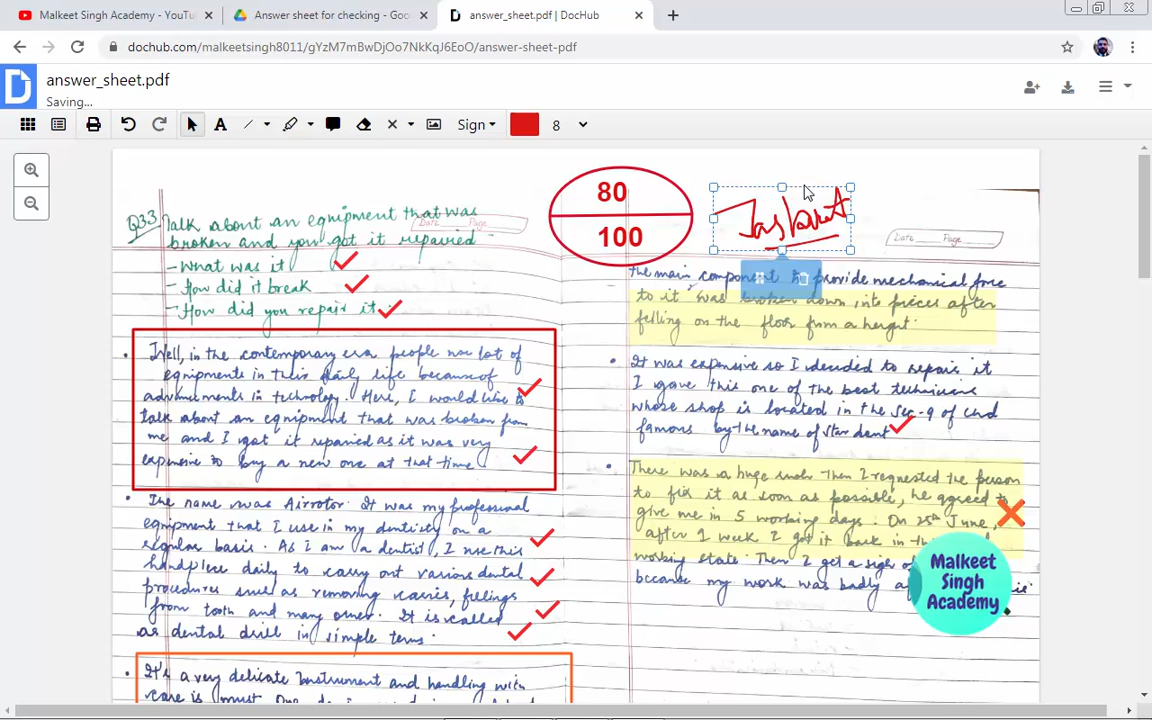 Malkeet Singh Academy - YouTu
Answer sheet for checking - Goo
answer_sheet.pdf | DocHub
dochub.com/malkeetsingh8011/gYzM7mBwDjOo7NkKqJ6EoO/answer-sheet-pdf
answer_sheet.pdf
Saving...
Sign
8
Q33 Talk about an equipment that was
broken and you got it repaired
- What was it
- How did it break
- How did you repair it
Date Page
Well, in the contemporary era people now lot of
equipments in their daily life because of
advancments in technology. Here, I would like to
talk about an equipment that was broken from
me and I got it repaired as it was very
expensive to buy a new one at that time
The name was Airrotor. It was my professional
equipment that I use in my dentistry on a
regular basis. As I am a dentist, I use this
handpiece daily to carry out various dental
procedures such as removing carries, fillings
from tooth and many other. It is called
as dental drill in simple terms.
It's a very delicate instrument and handling with
care is must. One
80
100
Date Page
The main component to provide mechanical force
to it was broken down into pieces after
felling on the floor from a height.
It was expensive so I decided to repair it
I gave this one of the best technicians
whose shop is located in the Sec-9 of chd
famous by the name of Star dent
There was a huge rush then I requested the person
to fix it as soon as possible, he agreed to
give me in 5 working days. On 25th June,
after 1 week I got it back in
working state. Then I get a sigh
because my work was badly
Malkeet
Singh
Academy